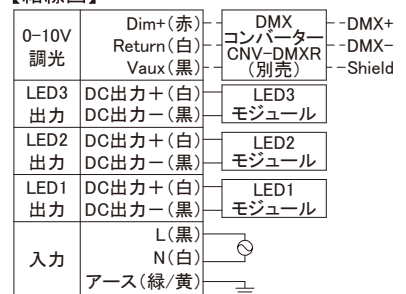 0-10V
調光
Dim+(赤)
Return(白)
Vaux(黒)
DMX
コンバーター
CNV-DMXR
(別売)
DMX+
DMX-
Shield
LED3
出力
DC出力+(白)
DC出力-(黒)
LED3
モジュール
LED2
出力
DC出力+(白)
DC出力-(黒)
LED2
モジュール
LED1
出力
DC出力+(白)
DC出力-(黒)
LED1
モジュール
入力
L(黒)
N(白)
アース(緑/黄)